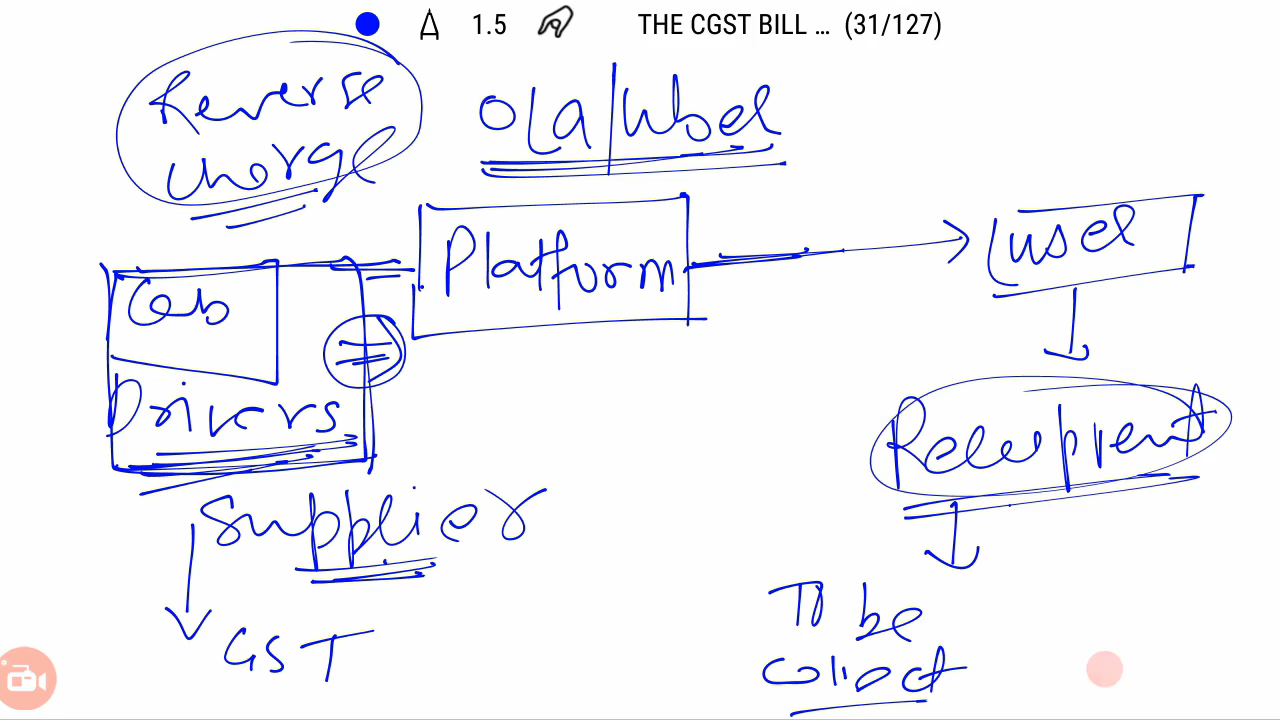 1.5 THE CGST BILL ... (31/127)
Reverse
charge
OLA/Uber
Platform
user
Cab
Drivers
Recipient
Supplier
GST
To be
collect